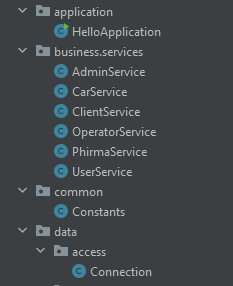 application
HelloApplication
business.services
AdminService
CarService
ClientService
OperatorService
PhirmaService
UserService
common
Constants
data
access
Connection